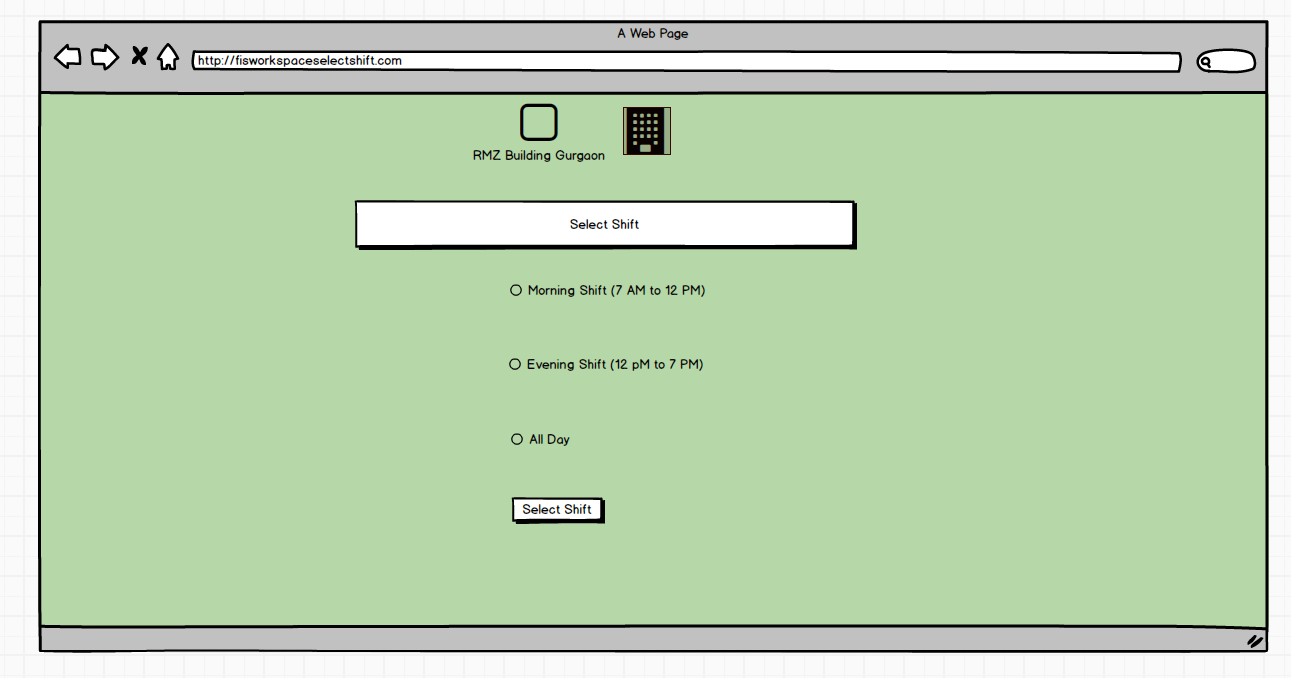 A Web Page
http://fisworkspaceselectshift.com
RMZ Building Gurgaon
Select Shift
Morning Shift (7 AM to 12 PM)
Evening Shift (12 pM to 7 PM)
All Day
Select Shift